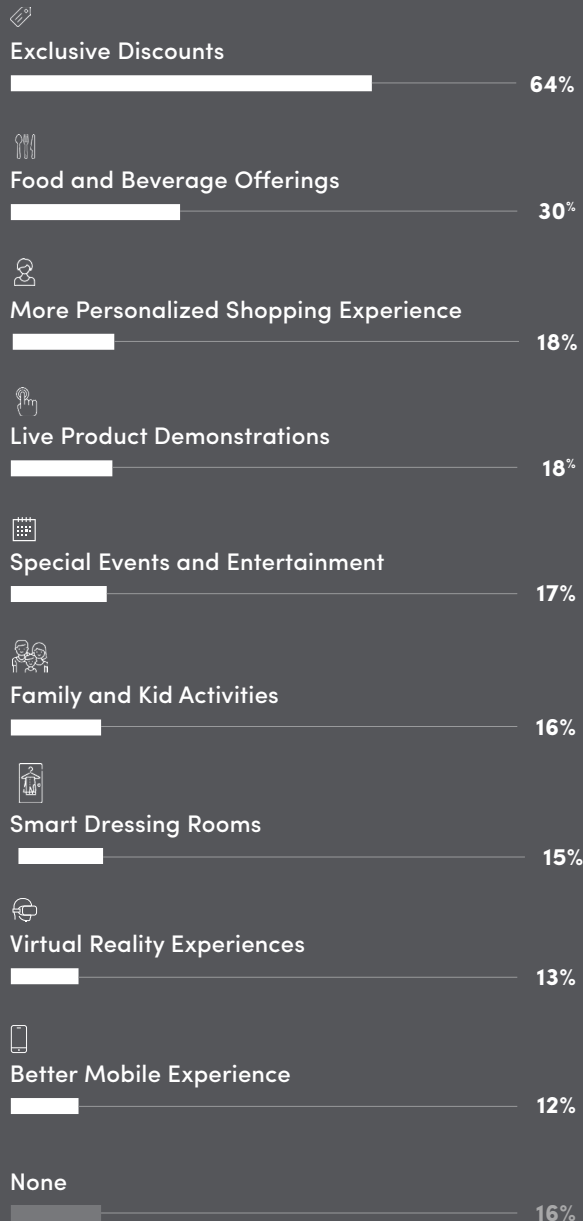 Exclusive Discounts
64%
Food and Beverage Offerings
30%
More Personalized Shopping Experience
18%
Live Product Demonstrations
18%
Special Events and Entertainment
17%
Family and Kid Activities
16%
Smart Dressing Rooms
15%
Virtual Reality Experiences
13%
Better Mobile Experience
12%
None
16%